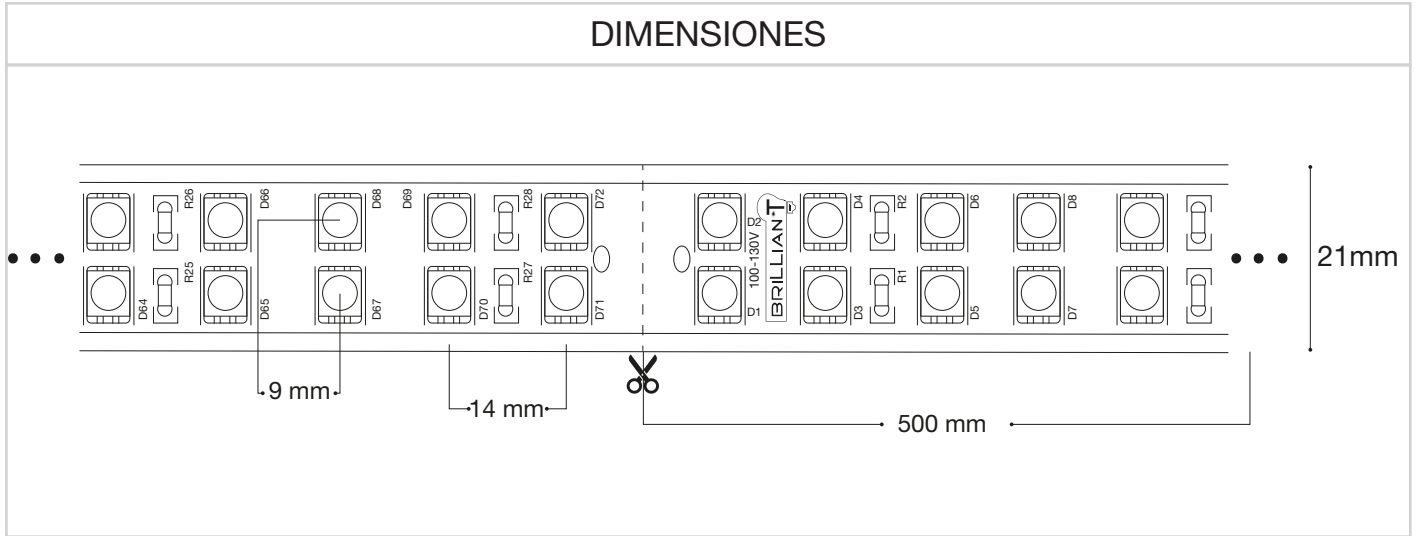 DIMENSIONES
R26
D66
D68
D69
R28
D72
D2
D4
R2
D6
D8
100-130V
BRILLIANT
21mm
D64
R25
D65
D67
D70
R27
D71
D1
D3
R1
D5
D7
9 mm
14 mm
500 mm